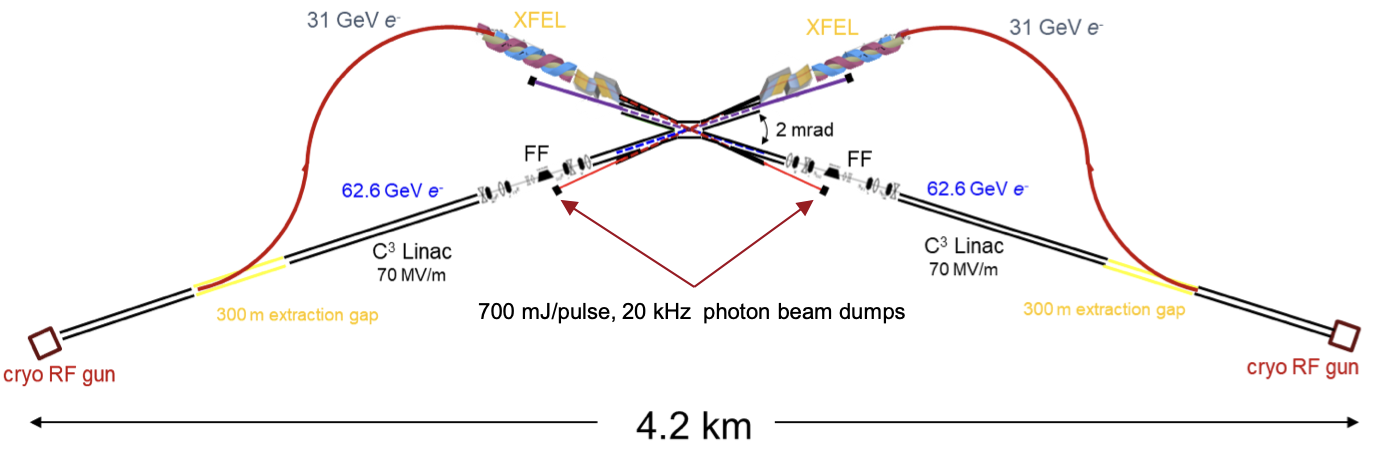 31 GeV e⁻
XFEL
XFEL
31 GeV e⁻
2 mrad
FF
FF
62.6 GeV e⁻
62.6 GeV e⁻
C³ Linac
70 MV/m
C³ Linac
70 MV/m
700 mJ/pulse, 20 kHz photon beam dumps
300 m extraction gap
300 m extraction gap
cryo RF gun
cryo RF gun
4.2 km